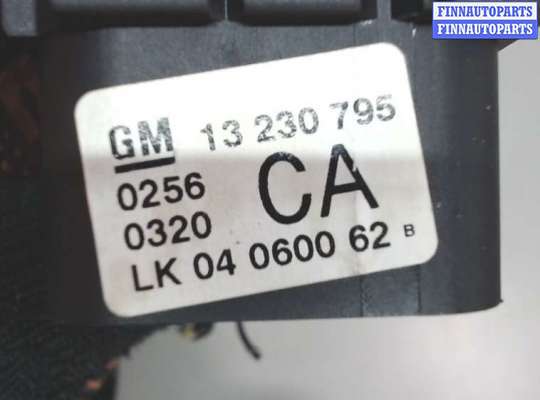 FINNAUTOPARTS
FINNAUTOPARTS
GM 13 230 795
0256 CA
0320
LK 04 0600 62 B